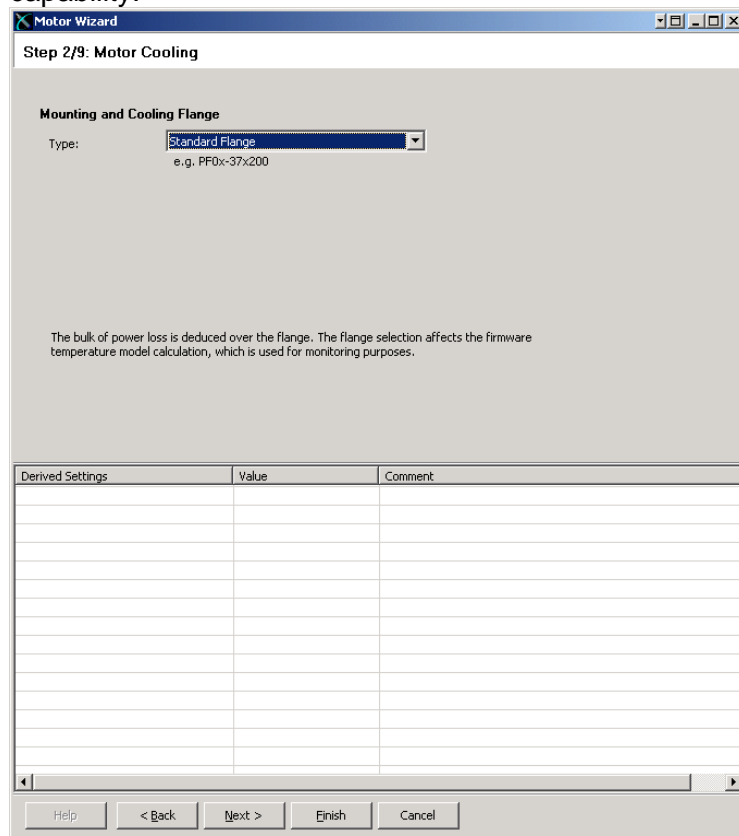 capability.
Motor Wizard
Step 2/9: Motor Cooling
Mounting and Cooling Flange
Type: Standard Flange
e.g. PF0x-37x200
The bulk of power loss is deduced over the flange. The flange selection affects the firmware
temperature model calculation, which is used for monitoring purposes.
Derived Settings Value Comment
Help < Back Next > Finish Cancel